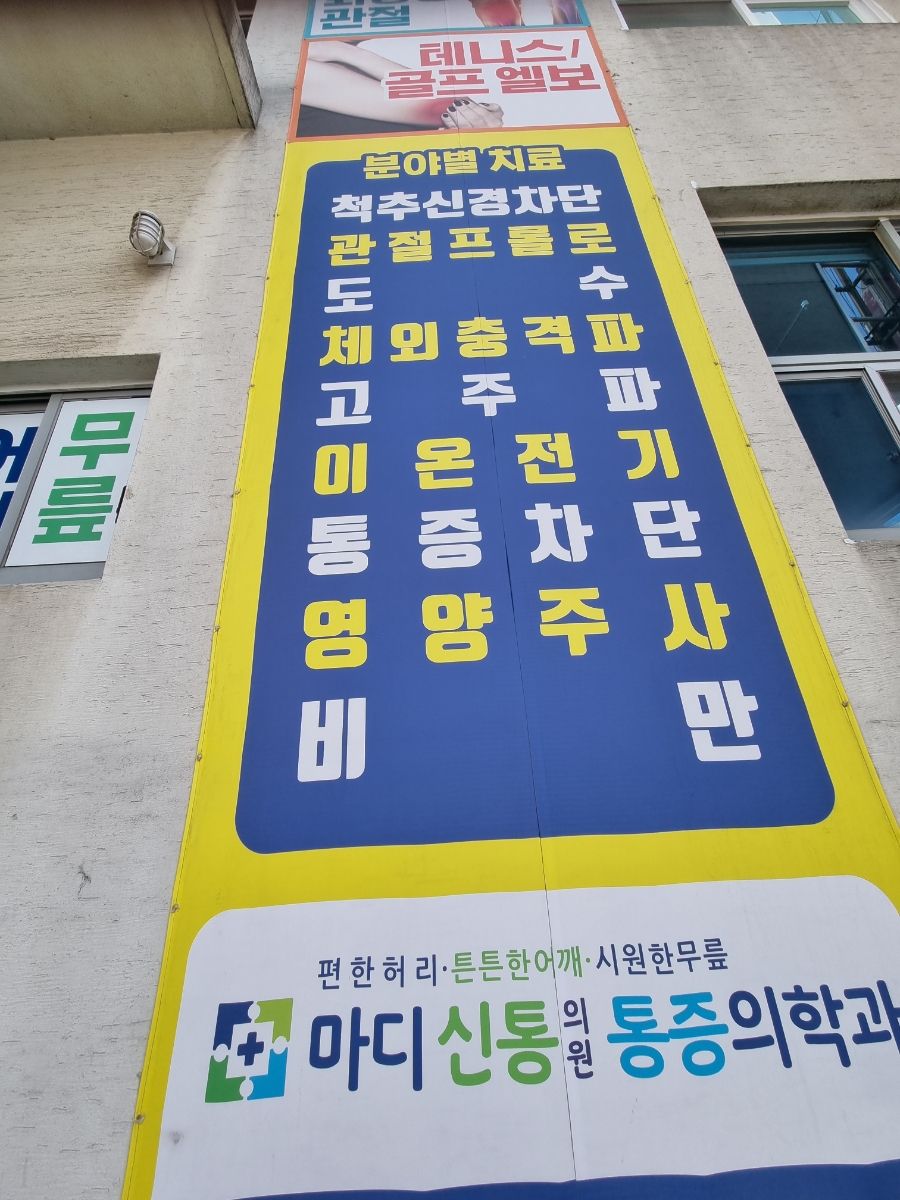 관절
테니스/
골프 엘보
분야별 치료
척추신경차단
관절프롤로
도수
체외충격파
고주파
이온전기
통증차단
영양주사
비만
무릎
편한허리·튼튼한어깨·시원한무릎
마디신통의원 통증의학과